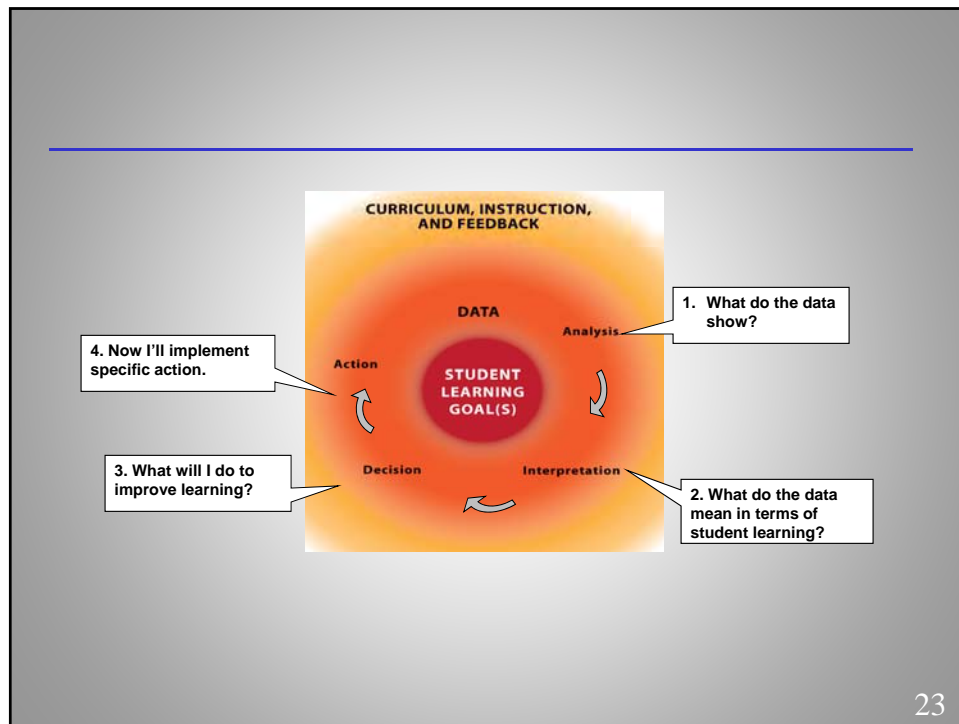 CURRICULUM, INSTRUCTION,
AND FEEDBACK
DATA
Analysis
1. What do the data
show?
Action
4. Now I'll implement
specific action.
STUDENT
LEARNING
GOAL(S)
Decision
3. What will I do to
improve learning?
Interpretation
2. What do the data
mean in terms of
student learning?
23